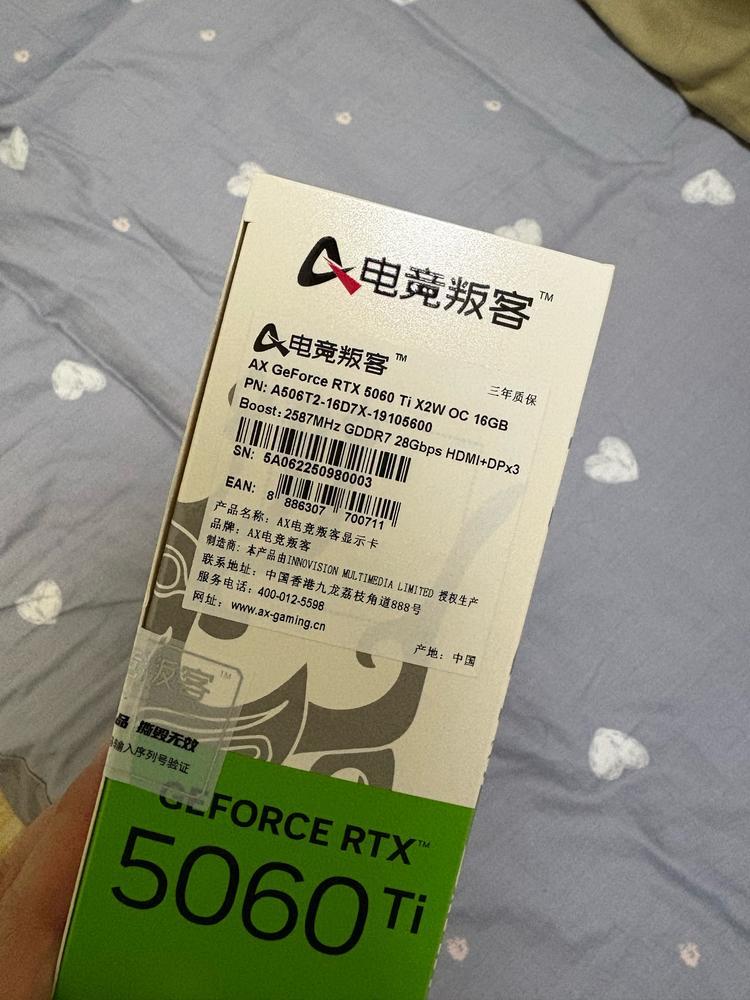 电竞叛客™
电竞叛客™
三年质保
AX GeForce RTX 5060 Ti X2W OC 16GB
PN: A506T2-16D7X-19105600
Boost: 2587MHz GDDR7 28Gbps HDMI+DPx3
SN: 5A062250980003
EAN: 8 886307 700711
产品名称: AX电竞叛客显示卡
品牌: AX电竞叛客
制造商: 本产品由INNOVISION MULTIMEDIA LIMITED 授权生产
联系地址: 中国香港九龙荔枝角道888号
服务电话: 400-012-5598
网址: www.ax-gaming.cn
产地: 中国
叛客™
品 撕毁无效
输入序列号验证
GEFORCE RTX™
5060 Ti